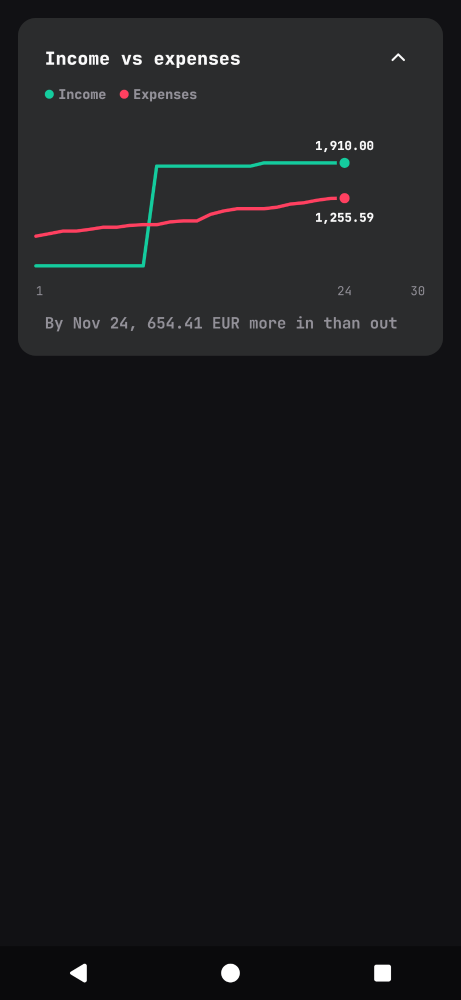 Income vs expenses
Income Expenses
1,910.00
1,255.59
1 24 30
By Nov 24, 654.41 EUR more in than out